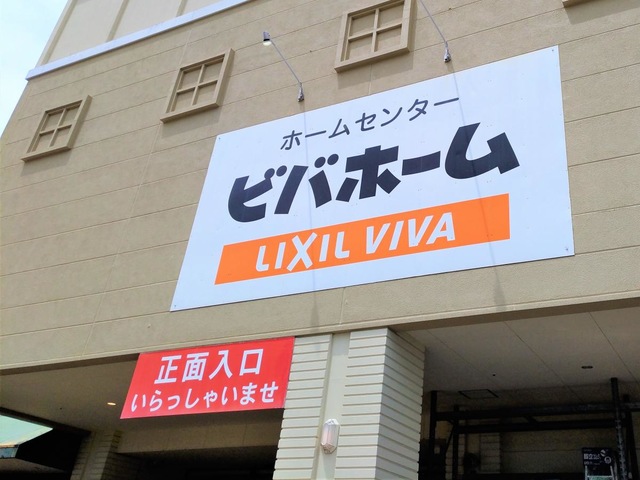 ホームセンター
ビバホーム
LIXIL VIVA
正面入口
いらっしゃいませ